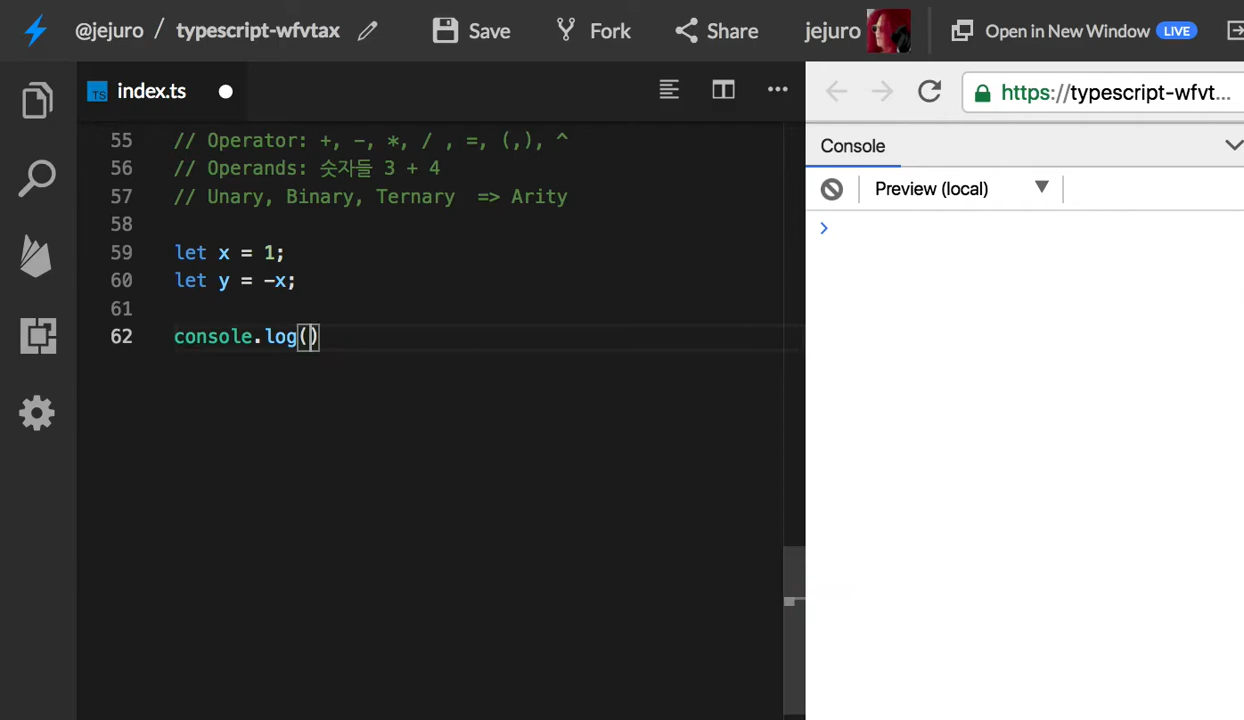 @jejuro / typescript-wfvtax Save Fork Share jejuro Open in New Window LIVE
TS index.ts
https://typescript-wfvt...
Console
Preview (local)
55 // Operator: +, -, *, / , =, (,), ^
56 // Operands: 숫자들 3 + 4
57 // Unary, Binary, Ternary => Arity
58
59 let x = 1;
60 let y = -x;
61
62 console.log()